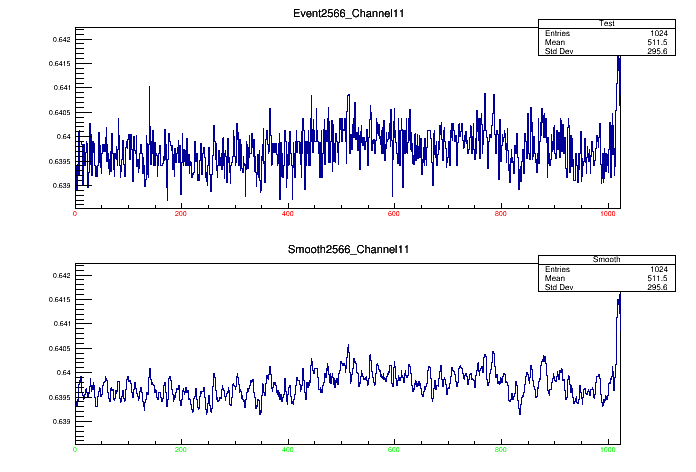 Event2566_Channel11
Test
Entries 1024
Mean 511.5
Std Dev 295.6
0.642
0.6415
0.641
0.6405
0.64
0.6395
0.639
0 200 400 600 800 1000
Smooth2566_Channel11
Smooth
Entries 1024
Mean 511.5
Std Dev 295.6
0.642
0.6415
0.641
0.6405
0.64
0.6395
0.639
0 200 400 600 800 1000